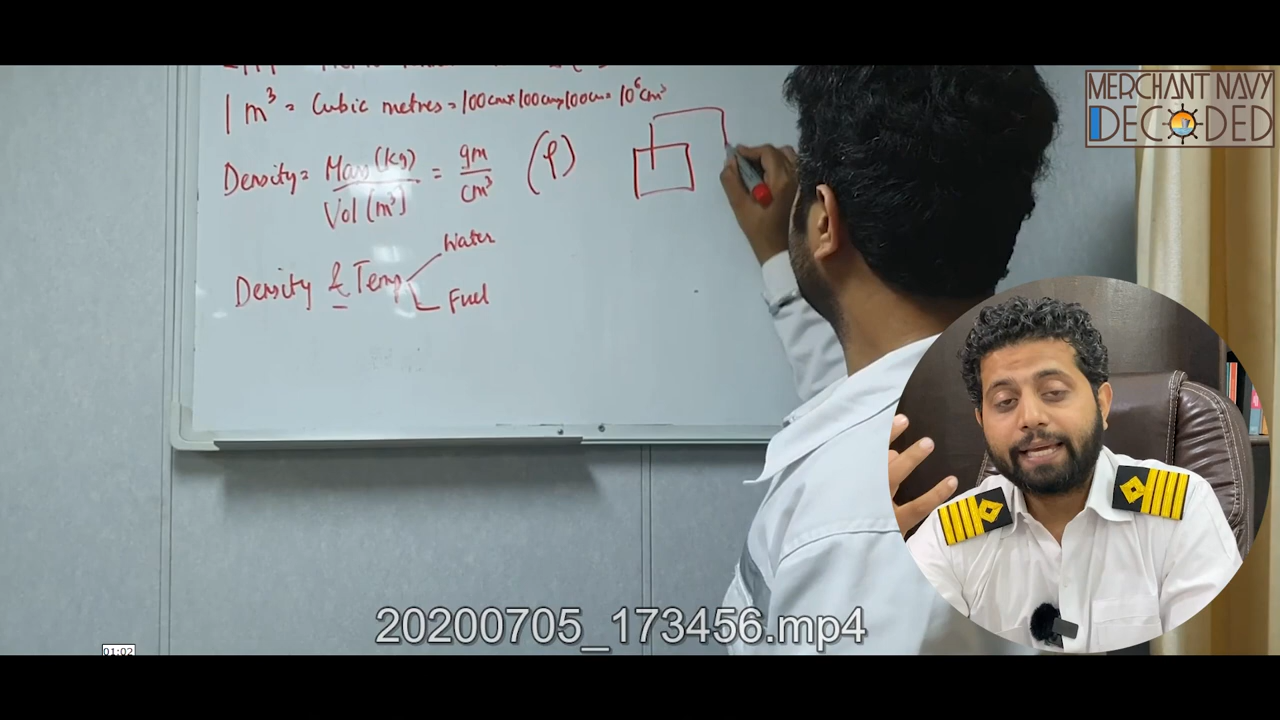 MERCHANT NAVY
DECODED
1 m³ = Cubic metres = 100cm×100cm×100cm = 10⁶cm³
Density = Mass (kg) / Vol (m³) = gm / cm³ (ρ)
Density & Temp
Water
Fuel
20200705_173456.mp4
01:02